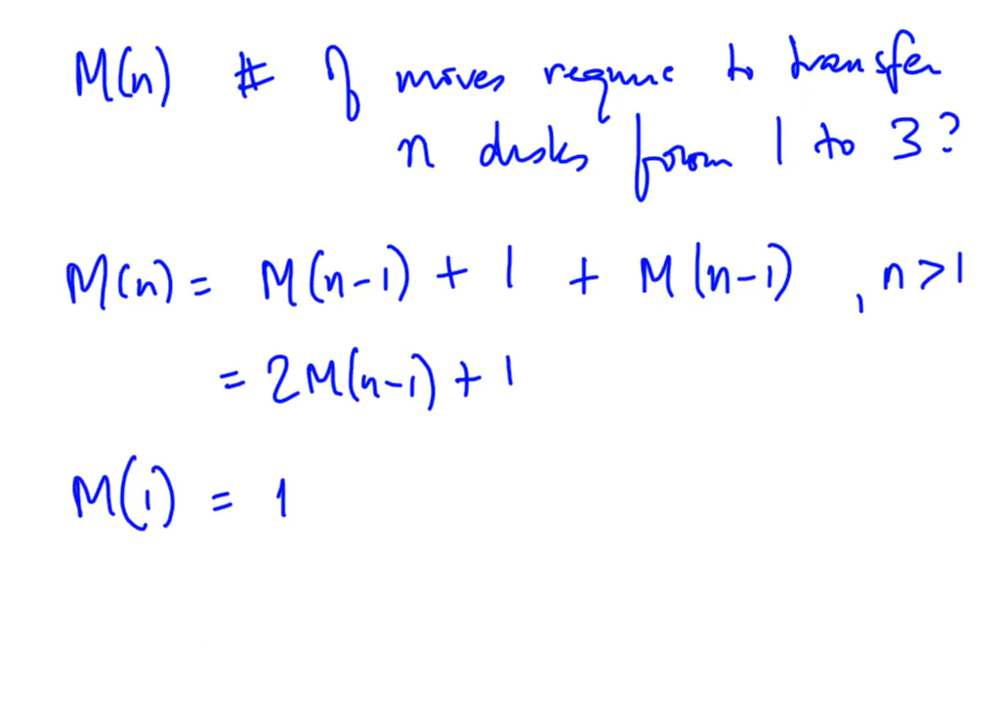 M(n) # of moves require to transfer
n disks from 1 to 3?
M(n) = M(n-1) + 1 + M(n-1) , n>1
= 2M(n-1) + 1
M(1) = 1